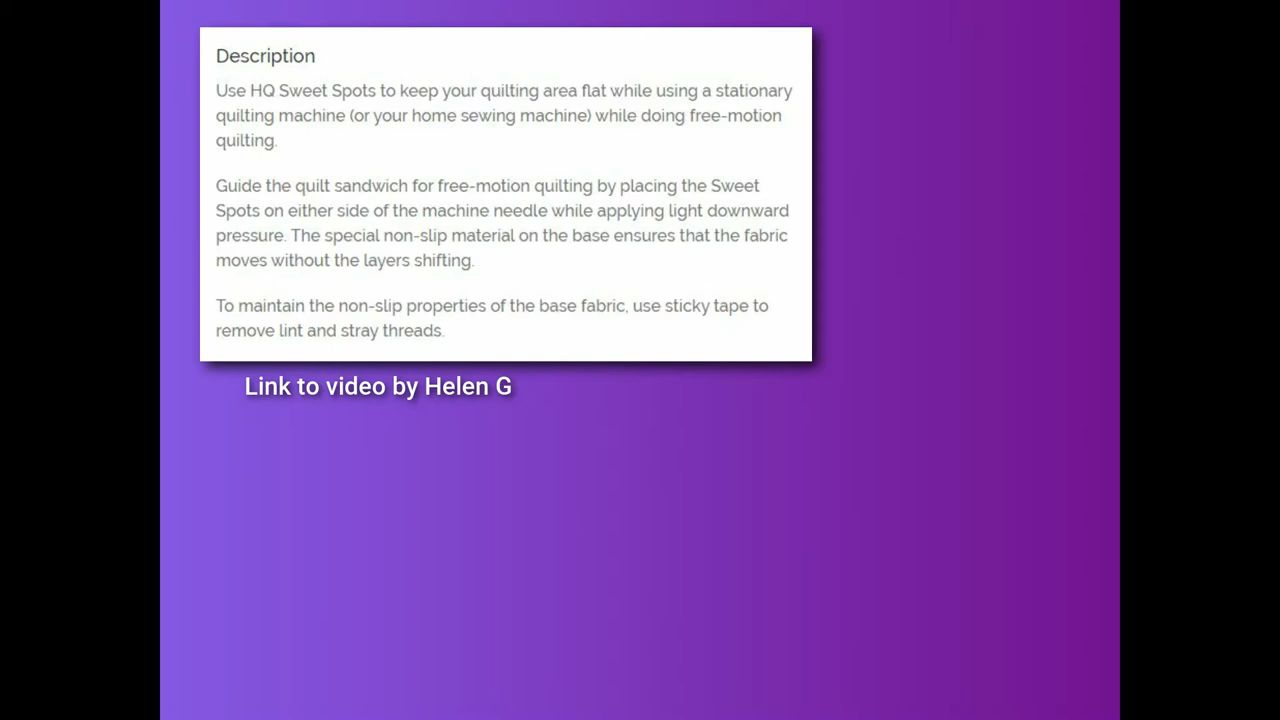 Description
Use HQ Sweet Spots to keep your quilting area flat while using a stationary
quilting machine (or your home sewing machine) while doing free-motion
quilting.
Guide the quilt sandwich for free-motion quilting by placing the Sweet
Spots on either side of the machine needle while applying light downward
pressure. The special non-slip material on the base ensures that the fabric
moves without the layers shifting.
To maintain the non-slip properties of the base fabric, use sticky tape to
remove lint and stray threads.
Link to video by Helen G